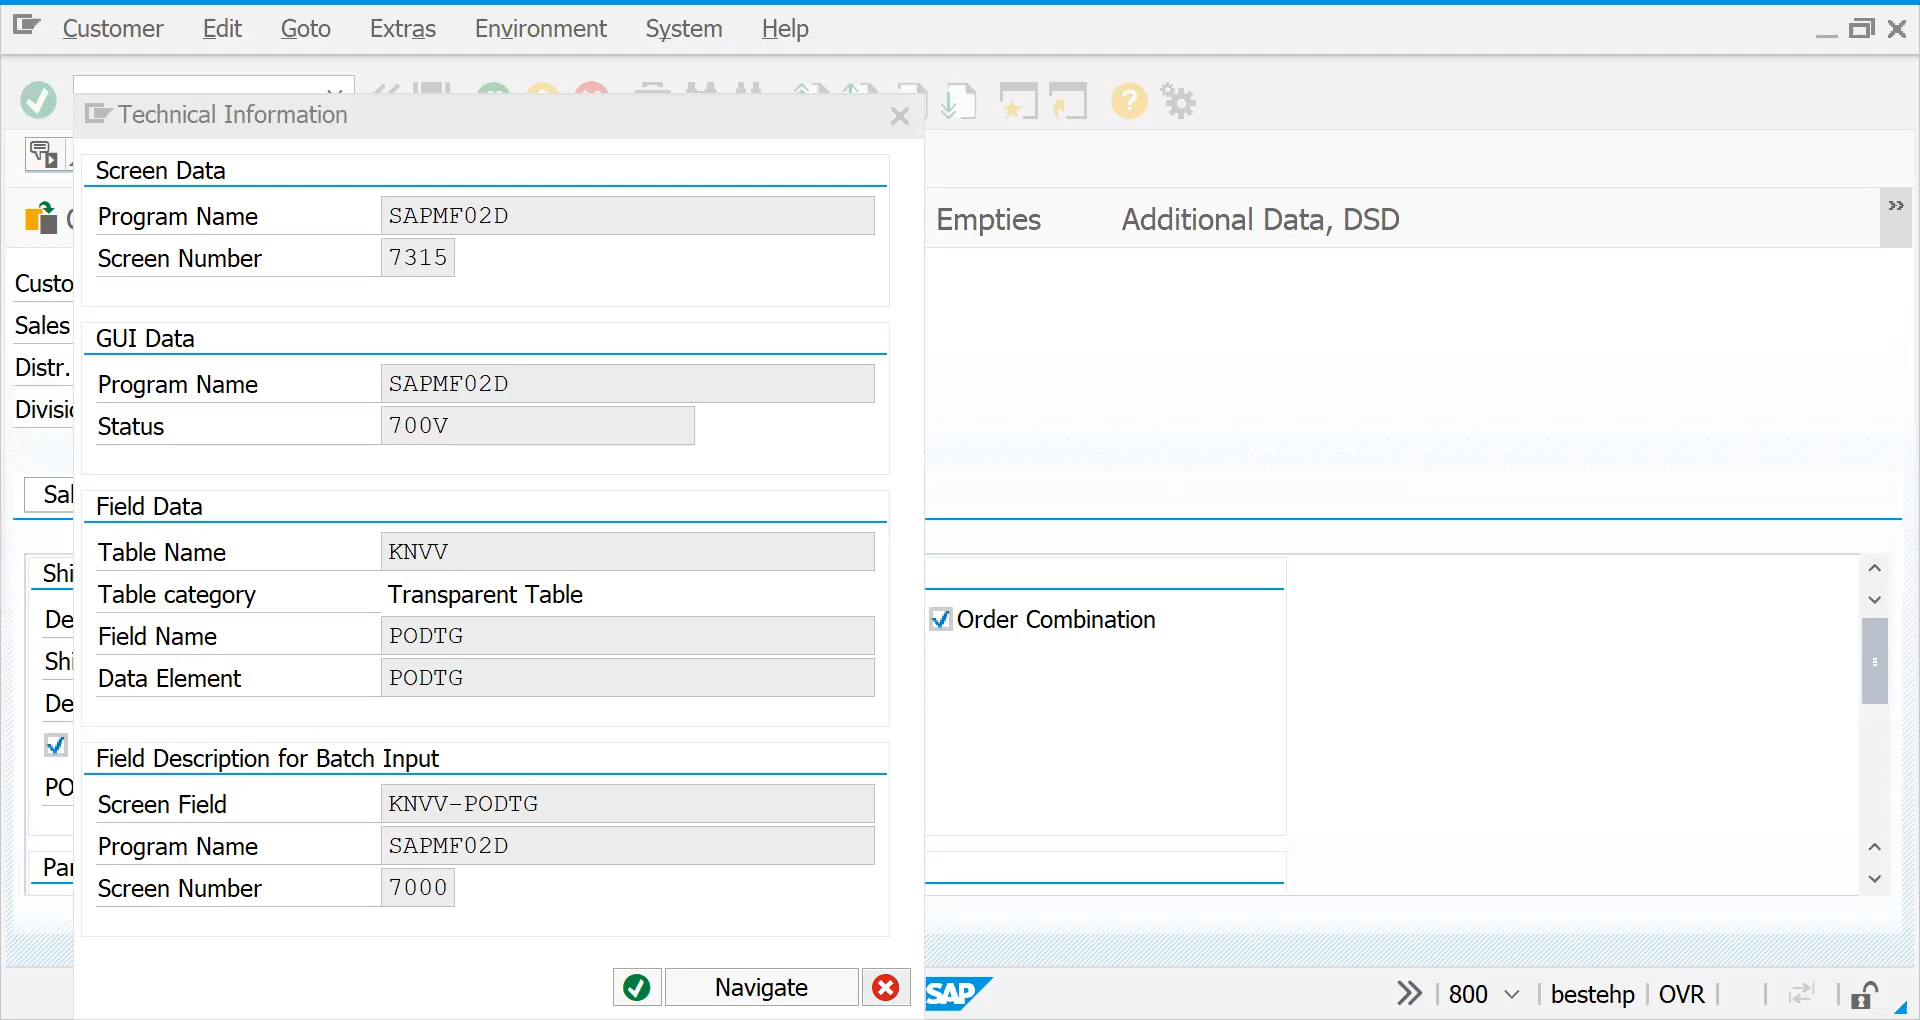 Customer Edit Goto Extras Environment System Help
Technical Information
Screen Data
Program Name SAPMF02D
Screen Number 7315
GUI Data
Program Name SAPMF02D
Status 700V
Field Data
Table Name KNVV
Table category Transparent Table
Field Name PODTG
Data Element PODTG
Field Description for Batch Input
Screen Field KNVV-PODTG
Program Name SAPMF02D
Screen Number 7000
Navigate
Empties Additional Data, DSD
Custo
Sales
Distr.
Divisi
Sal
Shi
De
Shi
De
PO
Par
Order Combination
SAP
800 bestehp OVR